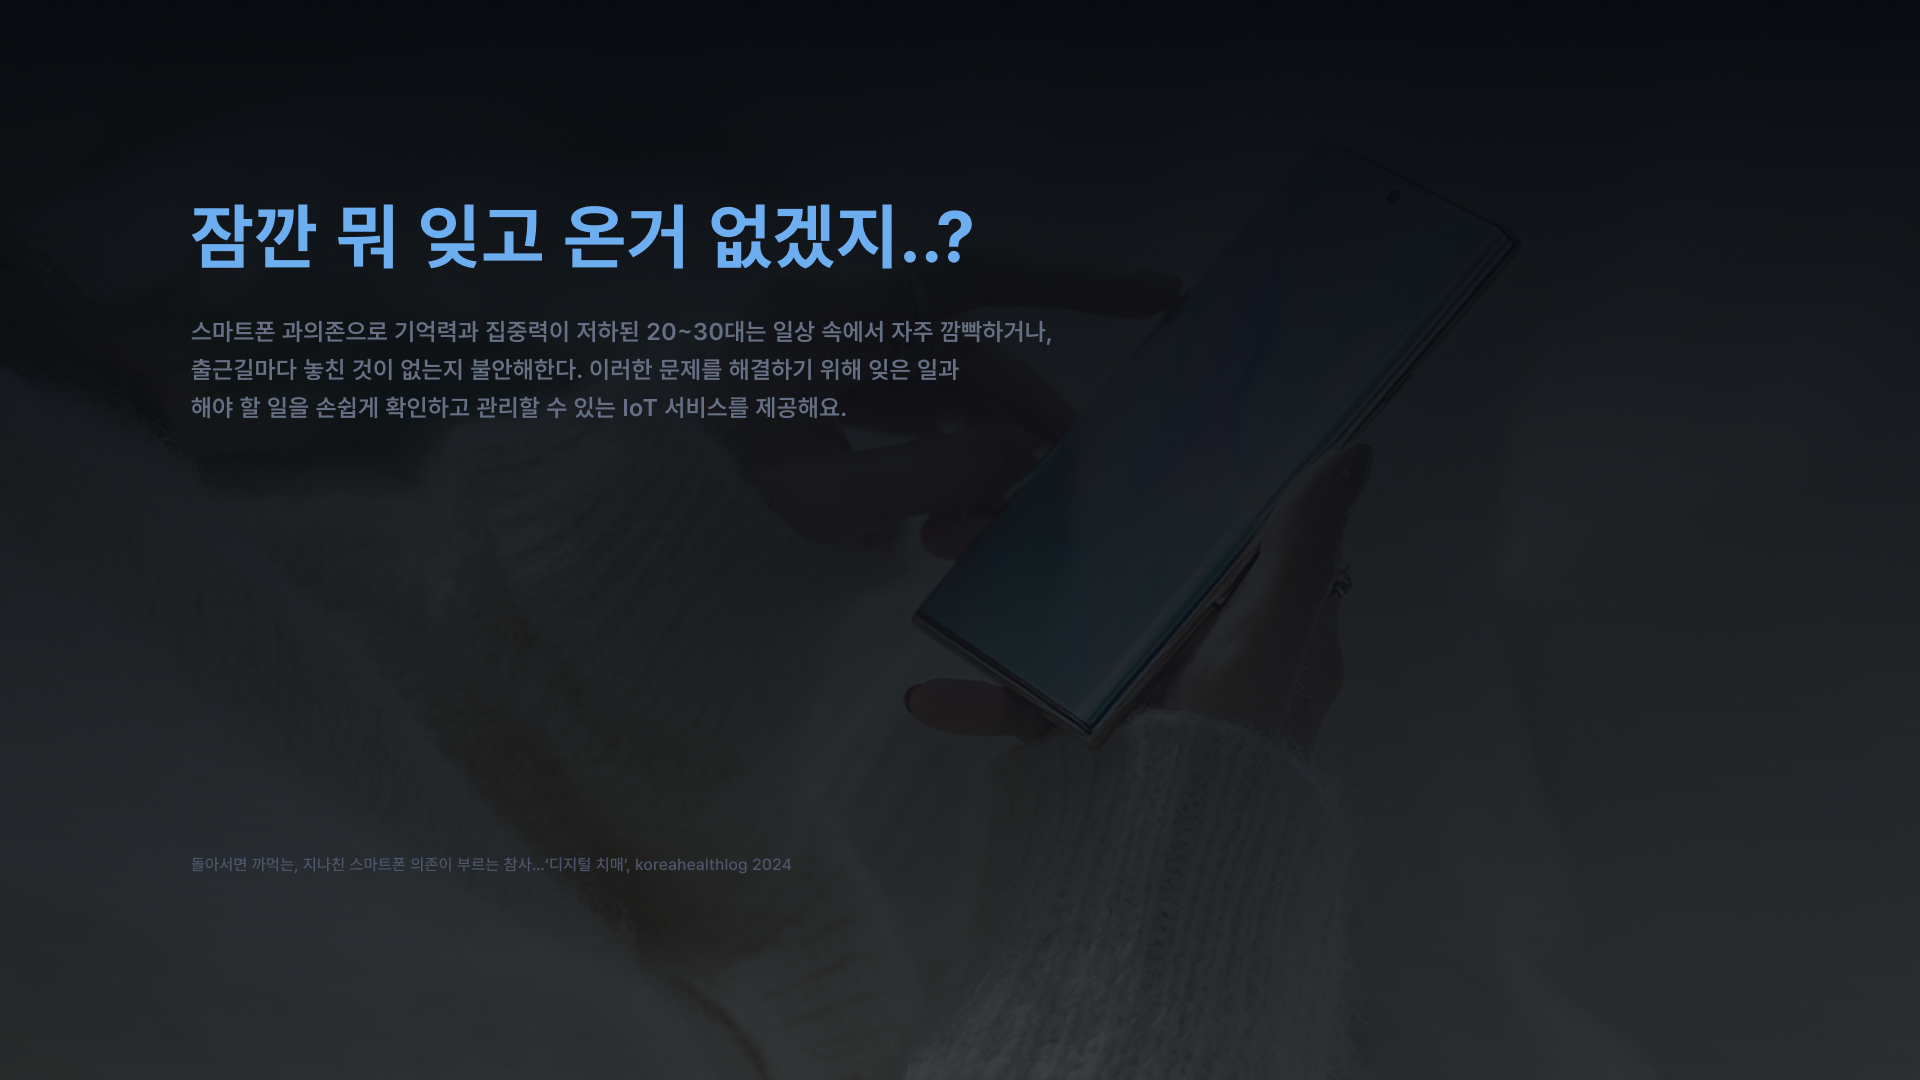 잠깐 뭐 잊고 온거 없겠지..?
스마트폰 과의존으로 기억력과 집중력이 저하된 20~30대는 일상 속에서 자주 깜빡하거나,
출근길마다 놓친 것이 없는지 불안해한다. 이러한 문제를 해결하기 위해 잊은 일과
해야 할 일을 손쉽게 확인하고 관리할 수 있는 IoT 서비스를 제공해요.
돌아서면 까먹는, 지나친 스마트폰 의존이 부르는 참사...‘디지털 치매‘, koreahealthlog 2024